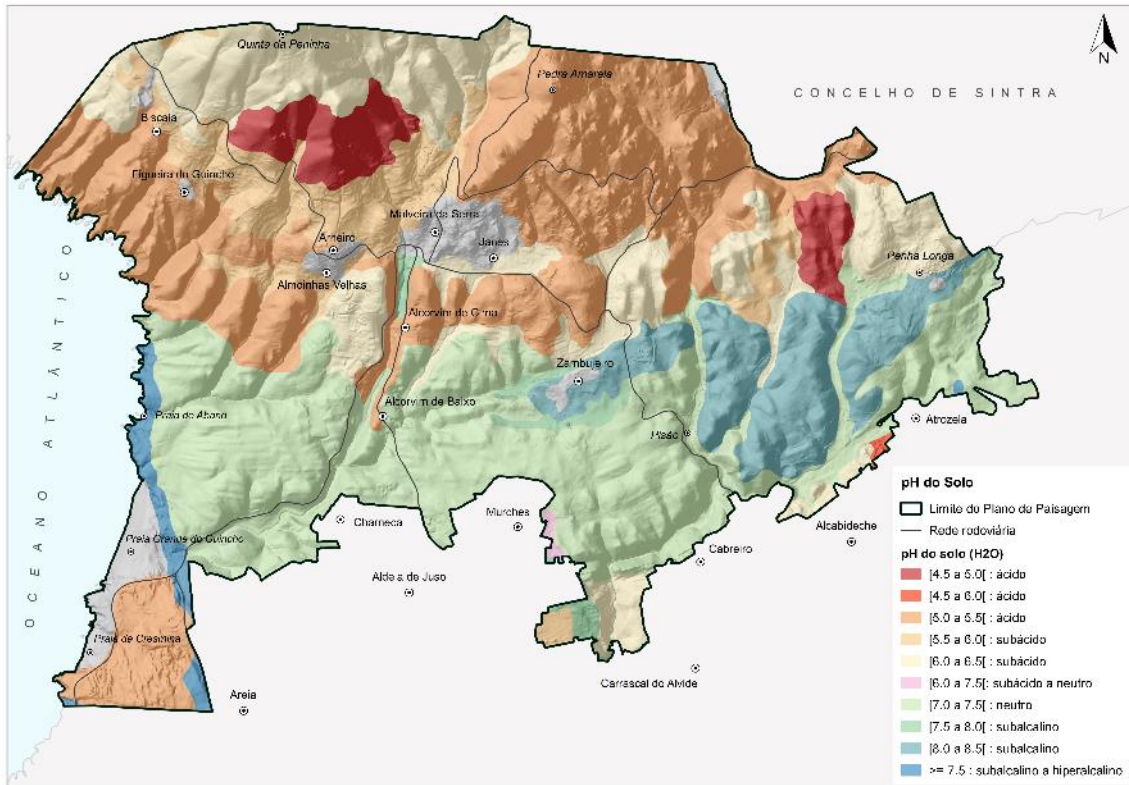 N
CONCELHO DE SINTRA
Quinta da Peninha
Pedra Amarela
Biscaia
Figueira do Guincho
Malveira da Serra
Arneiro
Janes
Almoinhas Velhas
Penha Longa
Alcorvim de Cima
Zambujeiro
Praia do Abano
Alcorvim de Baixo
Pisão
Atrozela
OCEANO ATLÂNTICO
Charneca
Murches
Alcabideche
Praia Grande do Guincho
Cabreiro
Aldeia de Juso
Praia da Cresmina
Carrascal do Alvide
Areia
pH do Solo
Limite do Plano de Paisagem
Rede rodoviária
pH do solo (H2O)
[4.5 a 5.0[ : ácido
[4.5 a 6.0[ : ácido
[5.0 a 5.5[ : ácido
[5.5 a 6.0[ : subácido
[6.0 a 6.5[ : subácido
[6.0 a 7.5[ : subácido a neutro
[7.0 a 7.5[ : neutro
[7.5 a 8.0[ : subalcalino
[8.0 a 8.5[ : subalcalino
>= 7.5 : subalcalino a hiperalcalino